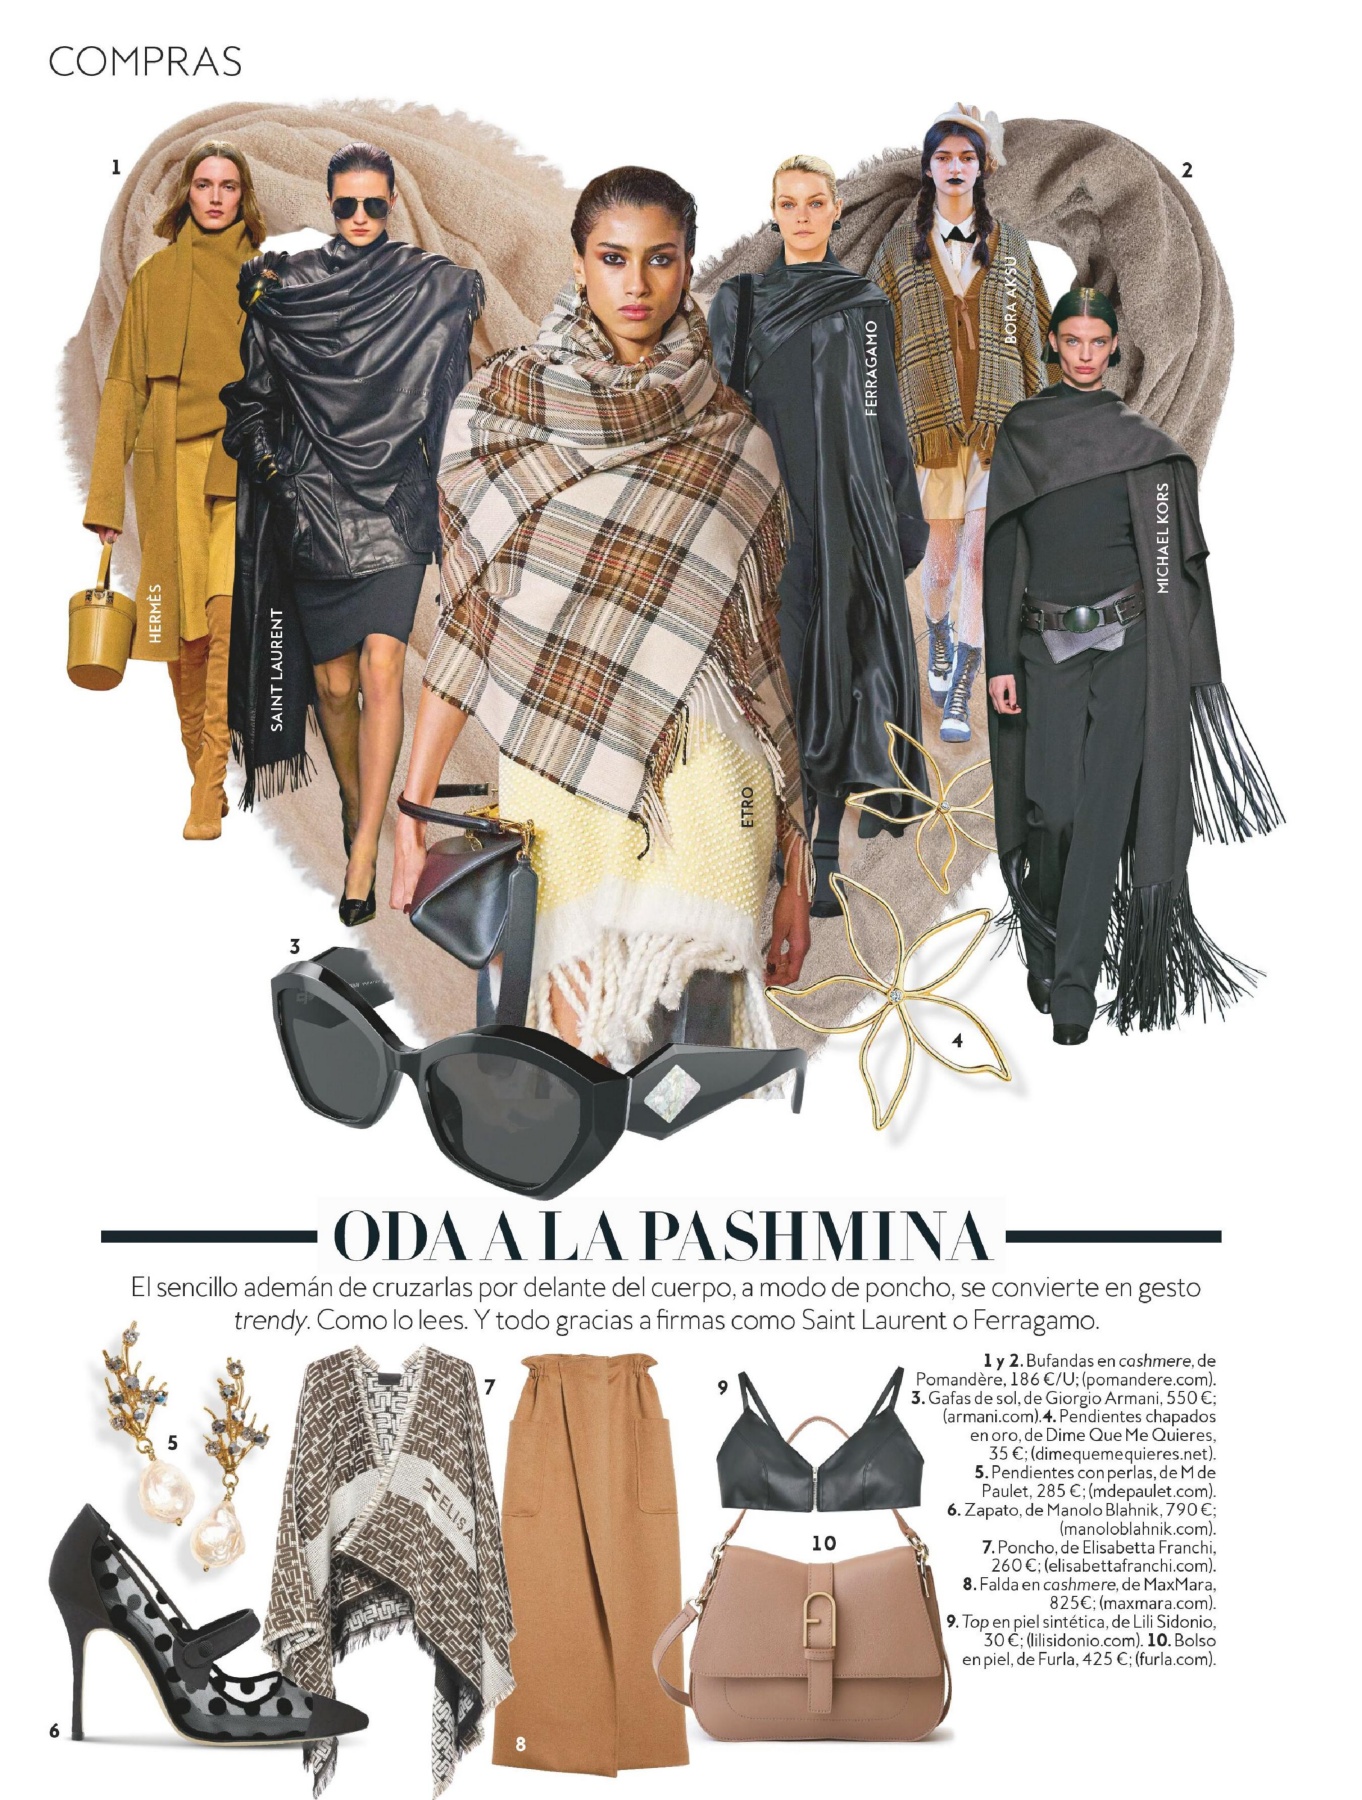 COMPRAS
1
2
HERMÈS
SAINT LAURENT
ETRO
FERRAGAMO
BORA AKSU
MICHAEL KORS
3
4
ODA A LA PASHMINA
El sencillo ademán de cruzarlas por delante del cuerpo, a modo de poncho, se convierte en gesto
trendy. Como lo lees. Y todo gracias a firmas como Saint Laurent o Ferragamo.
5
6
7
ELISA
8
9
10
1 y 2. Bufandas en cashmere, de
Pomandère, 186 €/U; (pomandere.com).
3. Gafas de sol, de Giorgio Armani, 550 €;
(armani.com). 4. Pendientes chapados
en oro, de Dime Que Me Quieres,
35 €; (dimequemequieres.net).
5. Pendientes con perlas, de M de
Paulet, 285 €; (mdepaulet.com).
6. Zapato, de Manolo Blahnik, 790 €;
(manoloblahnik.com).
7. Poncho, de Elisabetta Franchi,
260 €; (elisabettafranchi.com).
8. Falda en cashmere, de MaxMara,
825€; (maxmara.com).
9. Top en piel sintética, de Lili Sidonio,
30 €; (lilisidonio.com). 10. Bolso
en piel, de Furla, 425 €; (furla.com).